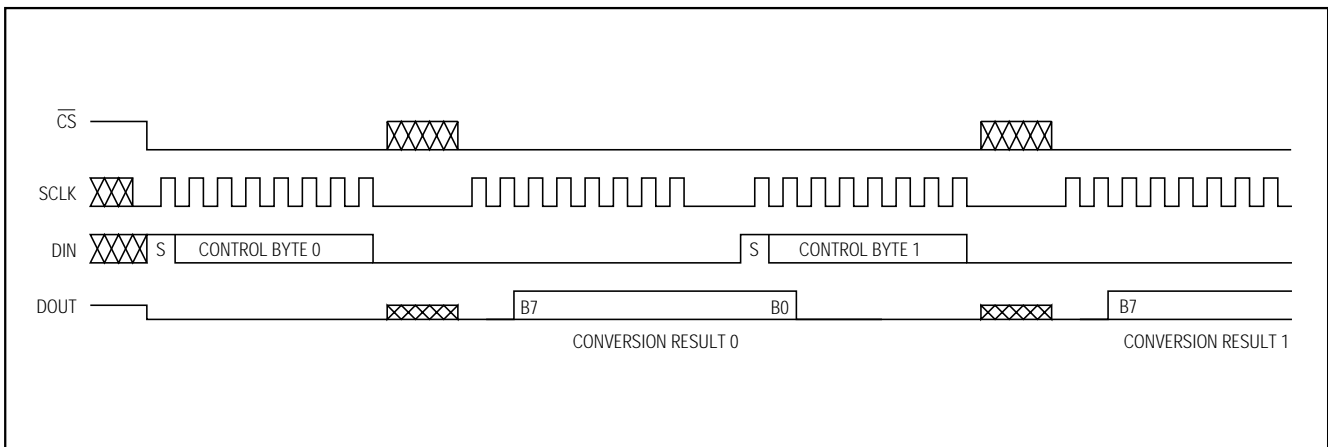 CS
SCLK
DIN S CONTROL BYTE 0 S CONTROL BYTE 1
DOUT B7 B0 B7
CONVERSION RESULT 0 CONVERSION RESULT 1